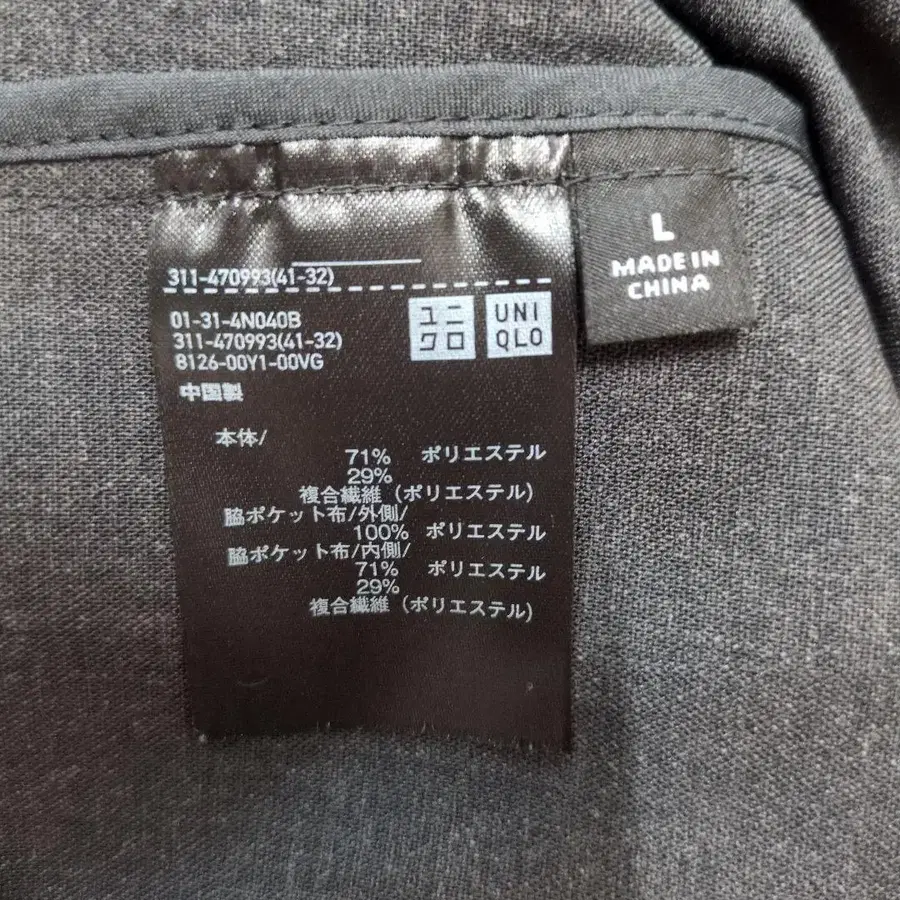 311-470993(41-32)
01-31-4N040B
311-470993(41-32)
8126-00Y1-00VG
中国製
ユニ
クロ
UNI
QLO
L
MADE IN
CHINA
本体/
71% ポリエステル
29%
複合繊維 (ポリエステル)
脇ポケット布/外側/
100% ポリエステル
脇ポケット布/内側/
71% ポリエステル
29%
複合繊維 (ポリエステル)